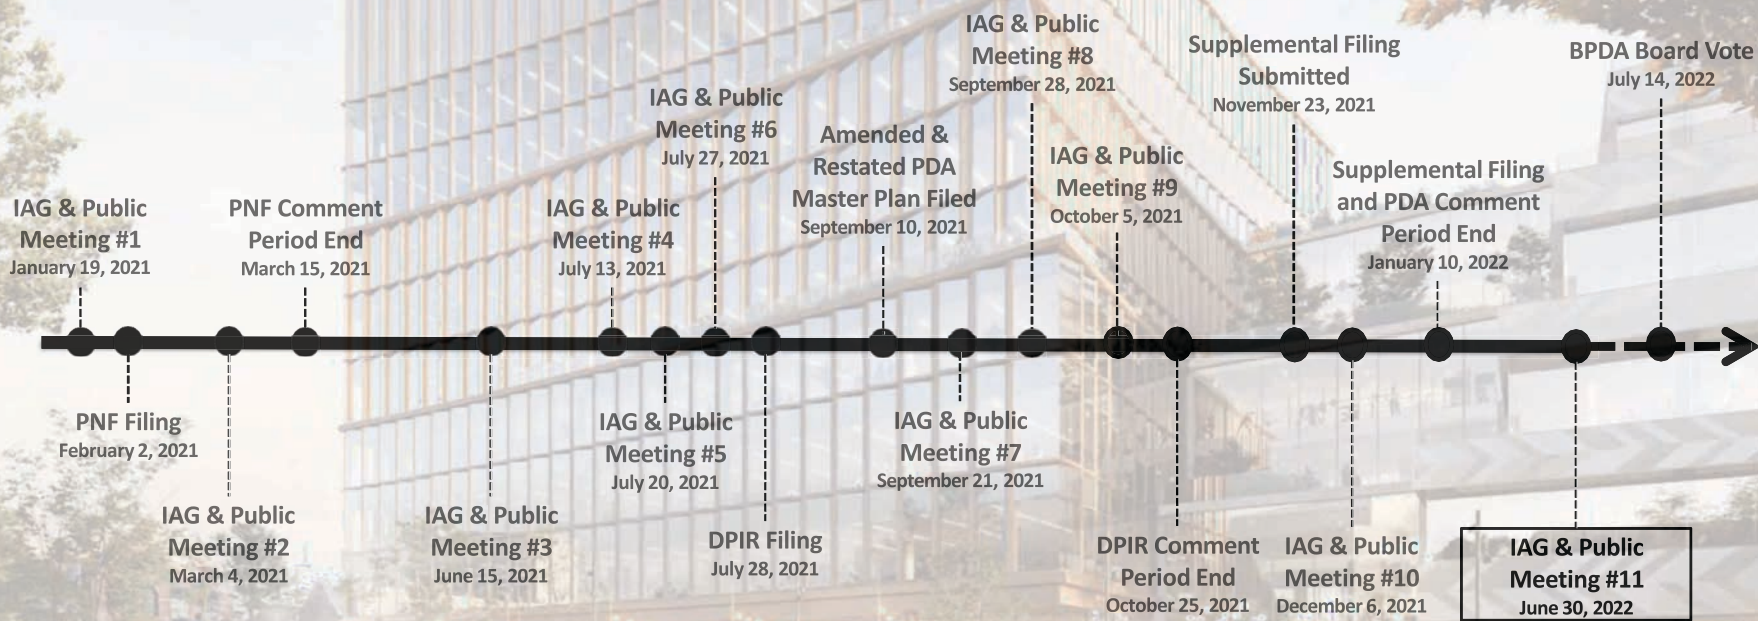 IAG & Public
Meeting #1
January 19, 2021
PNF Filing
February 2, 2021
IAG & Public
Meeting #2
March 4, 2021
PNF Comment
Period End
March 15, 2021
IAG & Public
Meeting #3
June 15, 2021
IAG & Public
Meeting #4
July 13, 2021
IAG & Public
Meeting #5
July 20, 2021
IAG & Public
Meeting #6
July 27, 2021
DPIR Filing
July 28, 2021
Amended &
Restated PDA
Master Plan Filed
September 10, 2021
IAG & Public
Meeting #7
September 21, 2021
IAG & Public
Meeting #8
September 28, 2021
IAG & Public
Meeting #9
October 5, 2021
DPIR Comment
Period End
October 25, 2021
Supplemental Filing
Submitted
November 23, 2021
IAG & Public
Meeting #10
December 6, 2021
Supplemental Filing
and PDA Comment
Period End
January 10, 2022
IAG & Public
Meeting #11
June 30, 2022
BPDA Board Vote
July 14, 2022